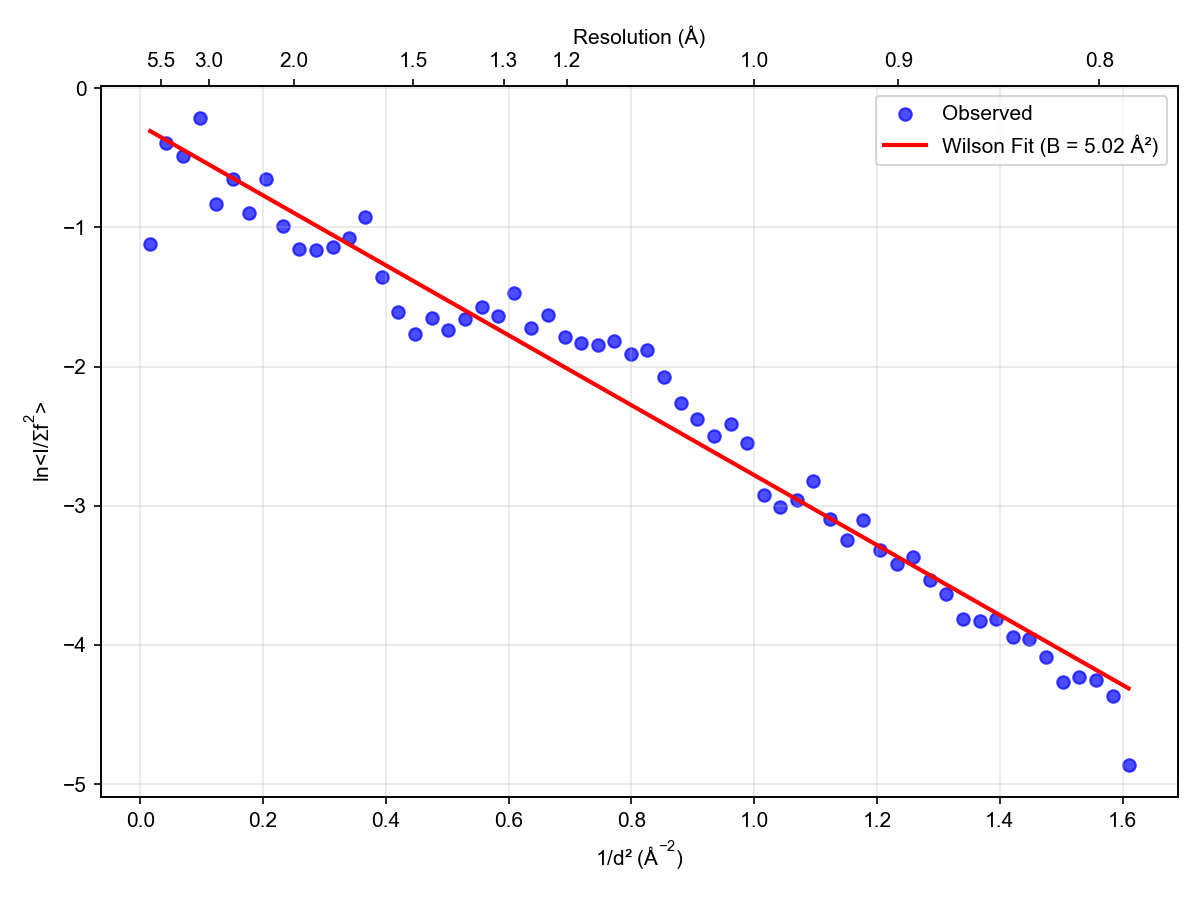 Resolution (Å)
5.5 3.0 2.0 1.5 1.3 1.2 1.0 0.9 0.8
Observed
Wilson Fit (B = 5.02 Å²)
0
−1
−2
−3
−4
−5
ln<I/Σf²>
0.0 0.2 0.4 0.6 0.8 1.0 1.2 1.4 1.6
1/d² (Å⁻²)